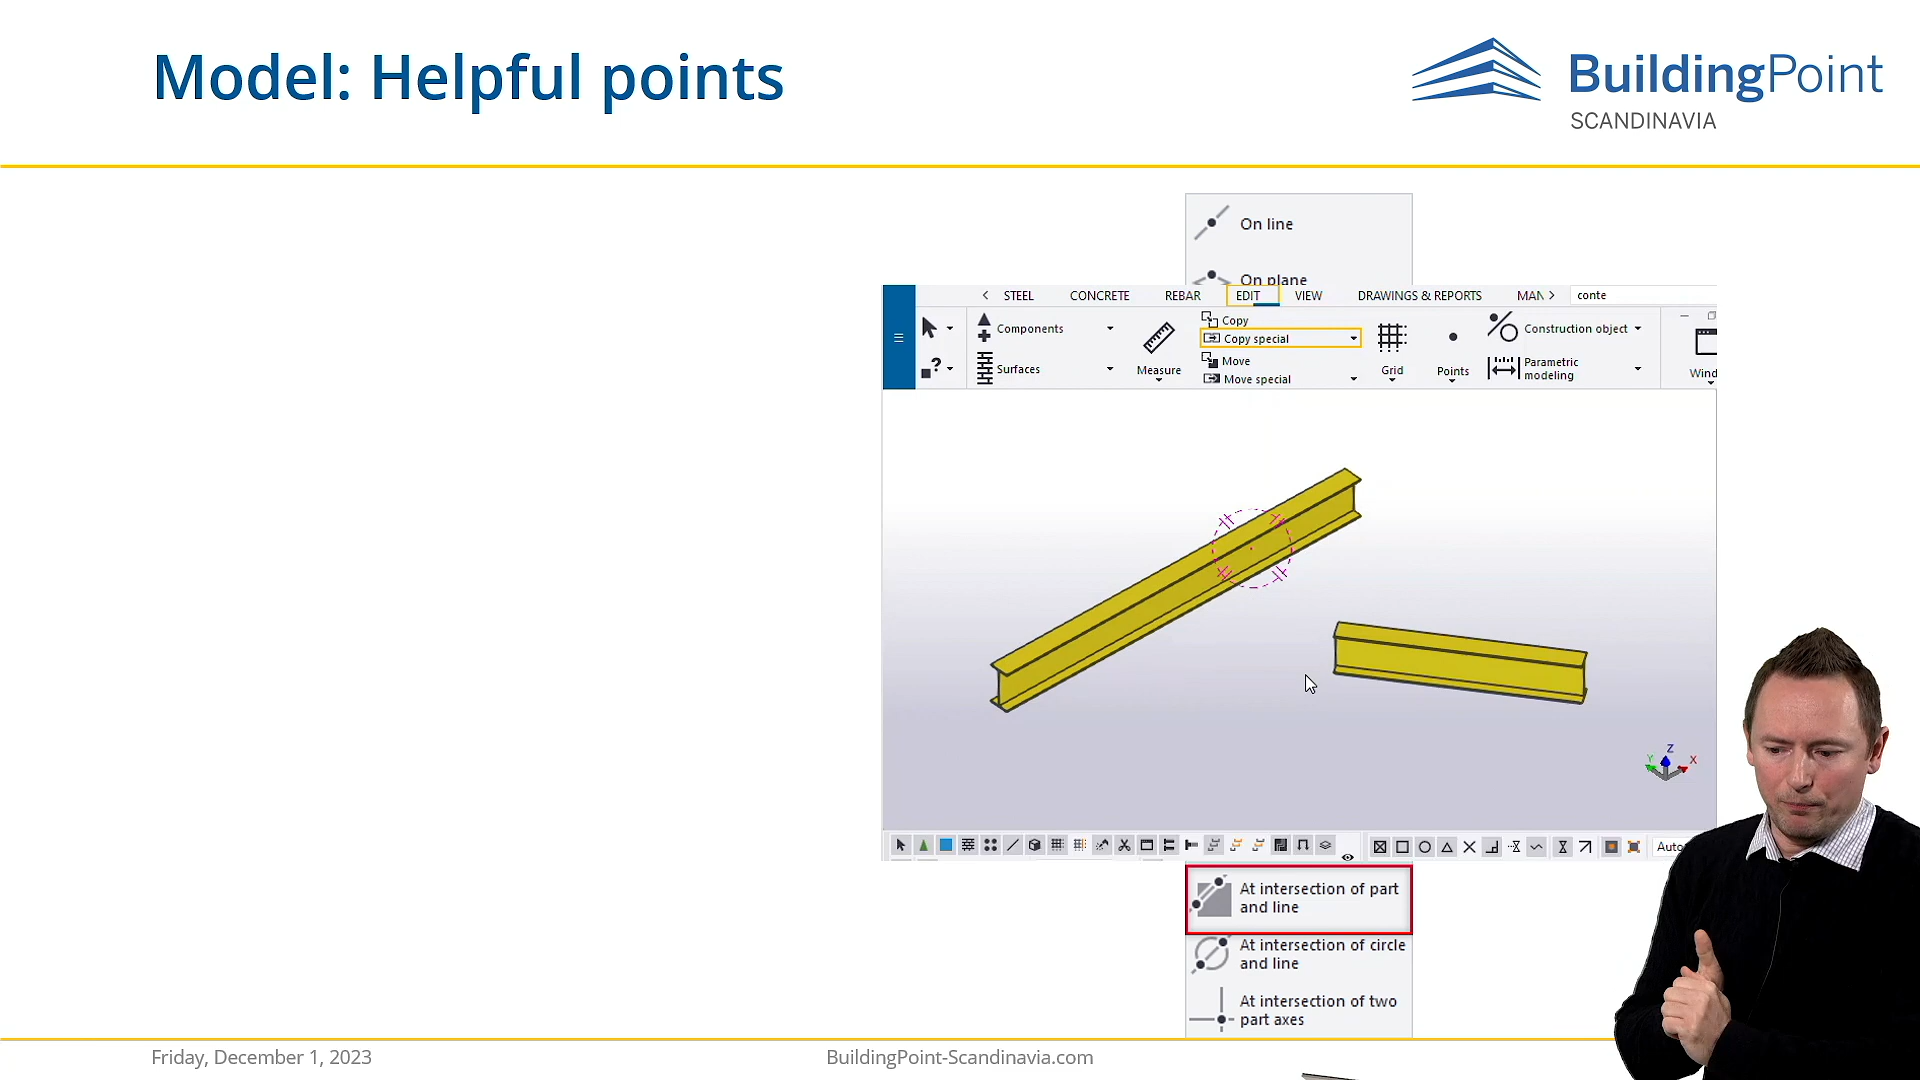 Model: Helpful points
BuildingPoint
SCANDINAVIA
On line
On plane
STEEL CONCRETE REBAR EDIT VIEW DRAWINGS & REPORTS MAN conte
Components
Surfaces
Measure
Copy
Copy special
Move
Move special
Grid
Points
Construction object
Parametric
modeling
Wind
Z
Y
X
Auto
At intersection of part
and line
At intersection of circle
and line
At intersection of two
part axes
Friday, December 1, 2023
BuildingPoint-Scandinavia.com